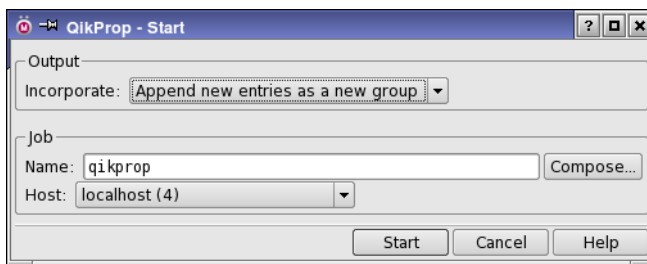 QikProp - Start
Output
Incorporate: Append new entries as a new group
Job
Name: qikprop Compose...
Host: localhost (4)
Start Cancel Help